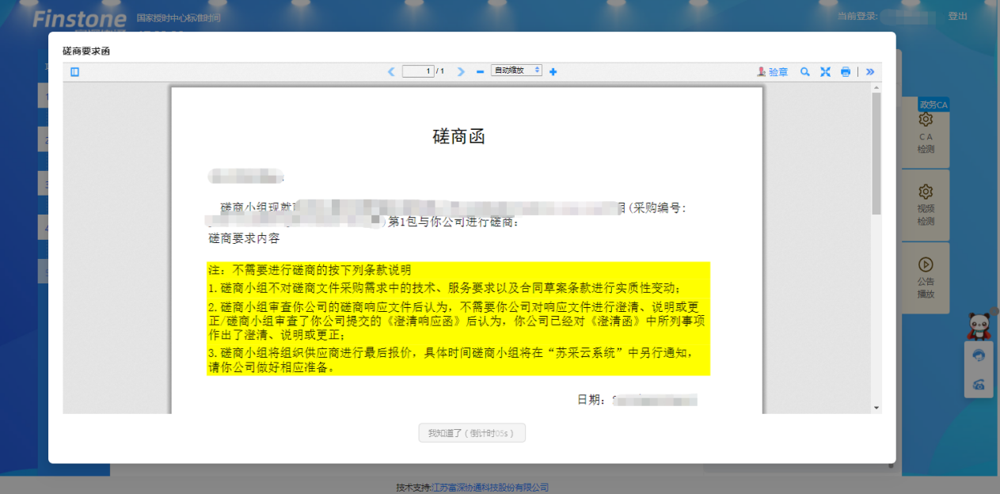 Finstone
国家授时中心标准时间
当前登录:
登出
磋商要求函
1 / 1
自动缩放
验章
磋商函
磋商小组现就
(采购编号:
)第1包与你公司进行磋商:
磋商要求内容
注: 不需要进行磋商的按下列条款说明
1.磋商小组不对磋商文件采购需求中的技术、服务要求以及合同草案条款进行实质性变动;
2.磋商小组审查你公司的磋商响应文件后认为, 不需要你公司对响应文件进行澄清、说明或更
正/磋商小组审查了你公司提交的《澄清响应函》后认为, 你公司已经对《澄清函》中所列事项
作出了澄清、说明或更正;
3.磋商小组将组织供应商进行最后报价, 具体时间磋商小组将在“苏采云系统”中另行通知,
请你公司做好相应准备。
日期:
我知道了 ( 倒计时05s )
政务CA
CA
检测
视频
检测
公告
播放
技术支持:江苏富深协通科技股份有限公司